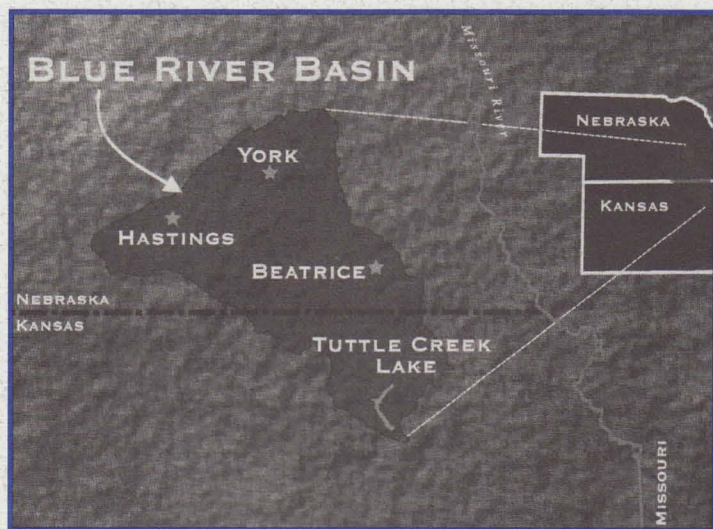 BLUE RIVER BASIN
Missouri River
NEBRASKA
KANSAS
YORK
HASTINGS
BEATRICE
NEBRASKA
KANSAS
TUTTLE CREEK
LAKE
MISSOURI